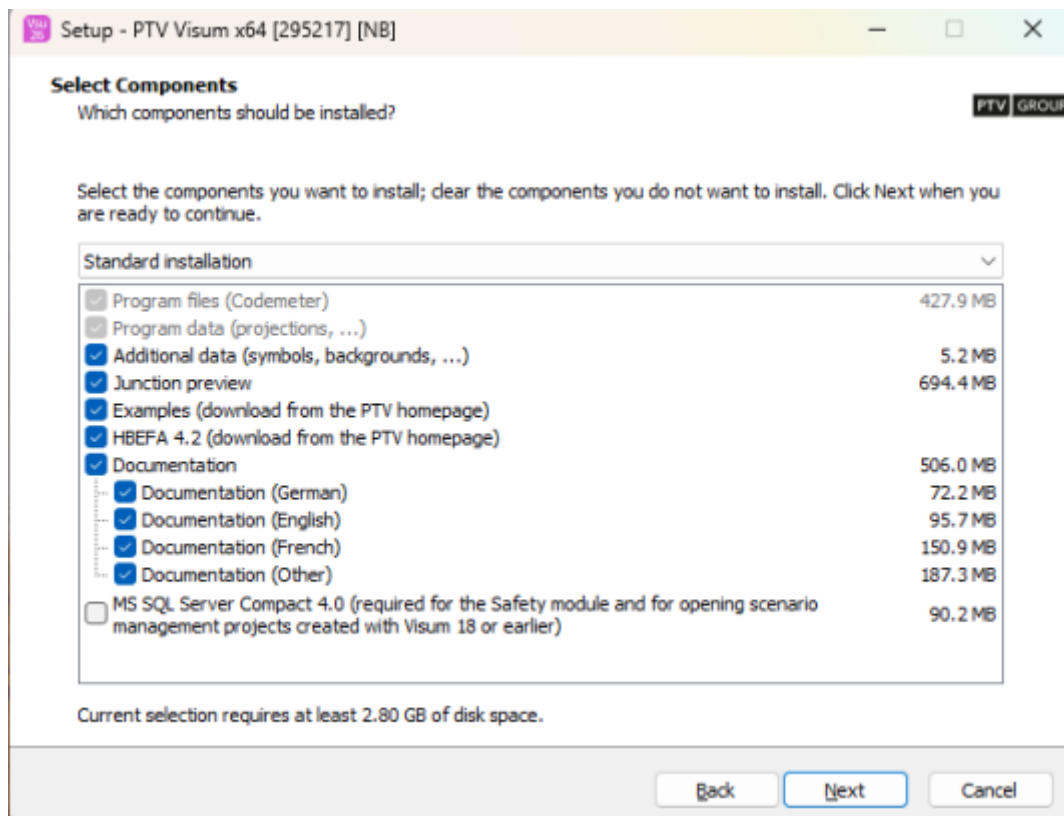 Visu
26
Setup - PTV Visum x64 [295217] [NB]
Select Components
Which components should be installed?
PTV GROUP
Select the components you want to install; clear the components you do not want to install. Click Next when you
are ready to continue.
Standard installation
Program files (Codemeter) 427.9 MB
Program data (projections, ...)
Additional data (symbols, backgrounds, ...) 5.2 MB
Junction preview 694.4 MB
Examples (download from the PTV homepage)
HBEFA 4.2 (download from the PTV homepage)
Documentation 506.0 MB
Documentation (German) 72.2 MB
Documentation (English) 95.7 MB
Documentation (French) 150.9 MB
Documentation (Other) 187.3 MB
MS SQL Server Compact 4.0 (required for the Safety module and for opening scenario
management projects created with Visum 18 or earlier) 90.2 MB
Current selection requires at least 2.80 GB of disk space.
Back Next Cancel